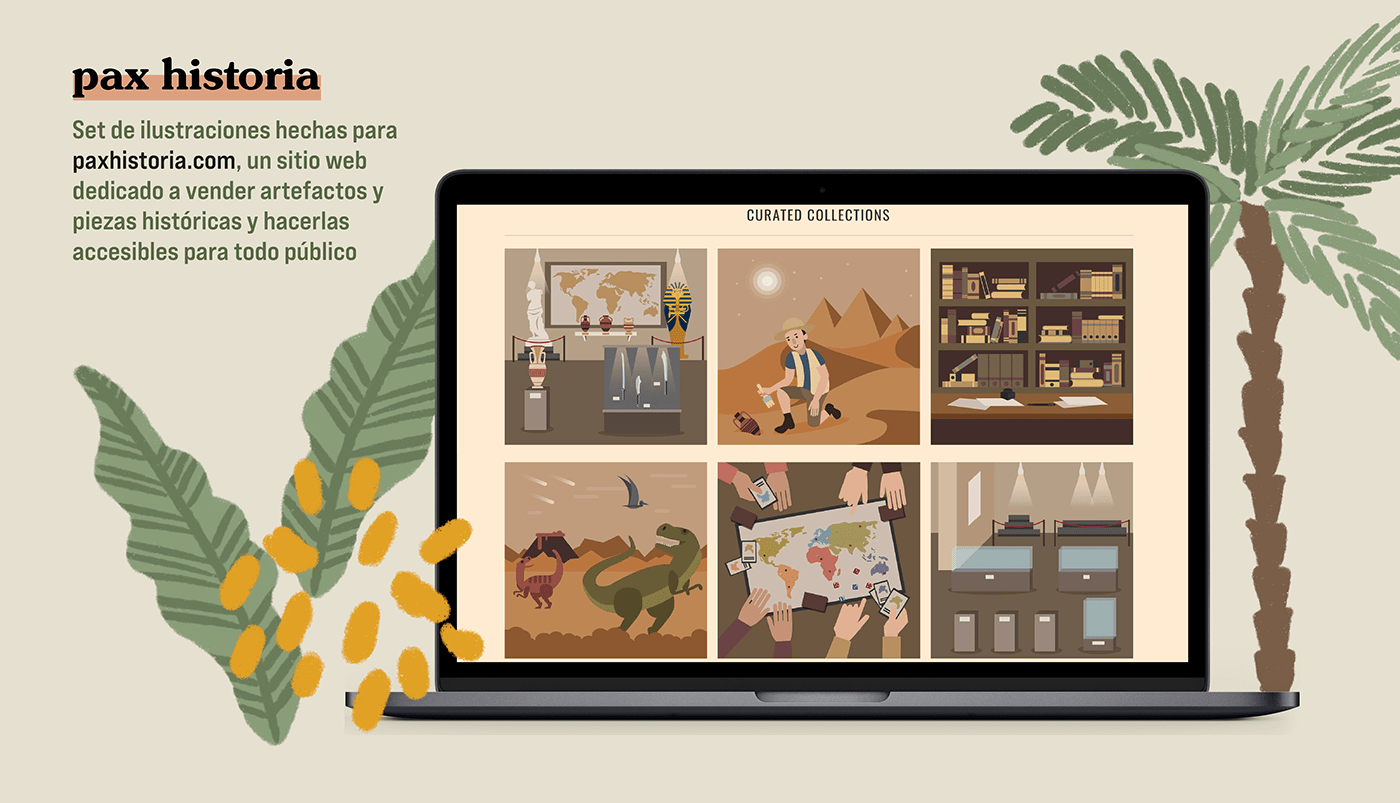 pax historia
Set de ilustraciones hechas para
paxhistoria.com, un sitio web
dedicado a vender artefactos y
piezas históricas y hacerlas
accesibles para todo público
CURATED COLLECTIONS